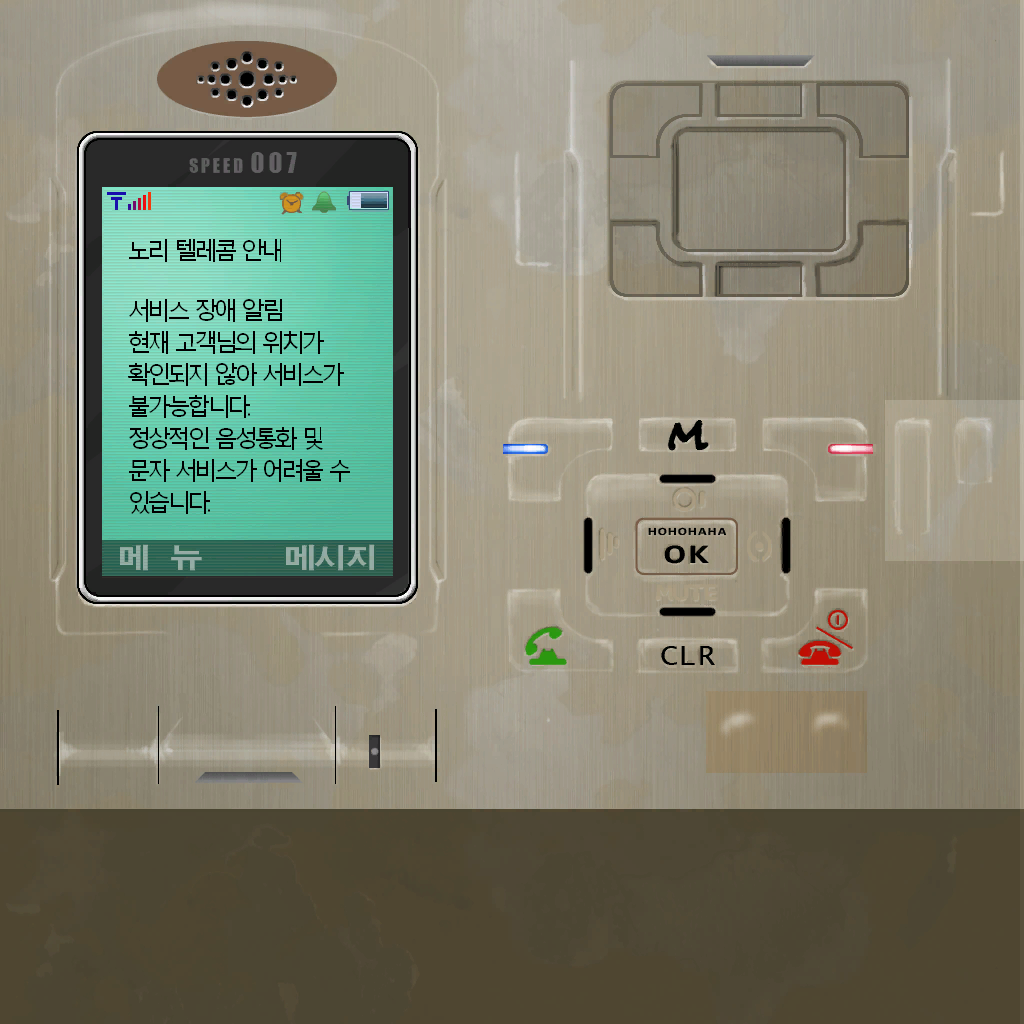 SPEED 007
노리 텔레콤 안내
서비스 장애 알림
현재 고객님의 위치가
확인되지 않아 서비스가
불가능합니다.
정상적인 음성통화 및
문자 서비스가 어려울 수
있습니다.
메 뉴 메시지
M
HOHOHAHA
OK
MUTE
CLR